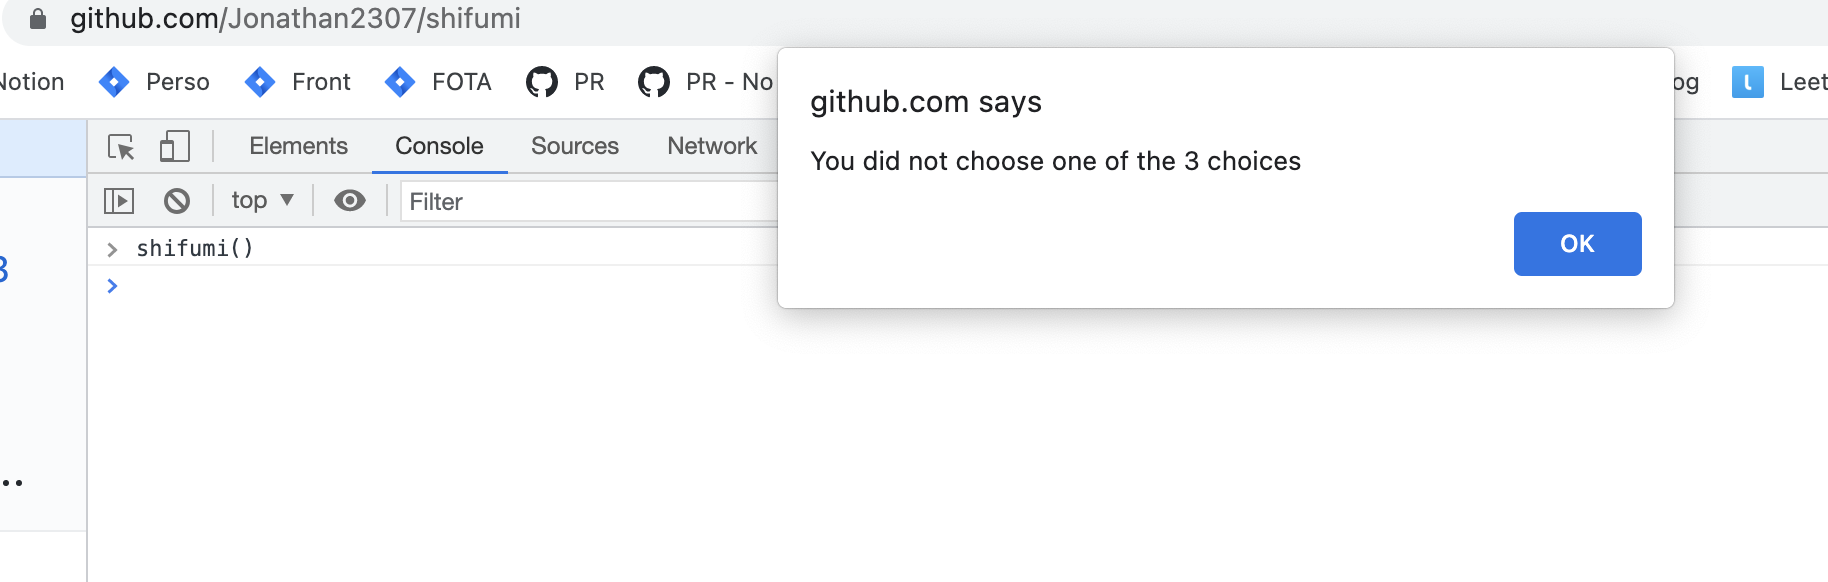 github.com/Jonathan2307/shifumi
Notion Perso Front FOTA PR PR - No og Leet
github.com says
You did not choose one of the 3 choices
OK
Elements Console Sources Network
top Filter
shifumi()
3
..